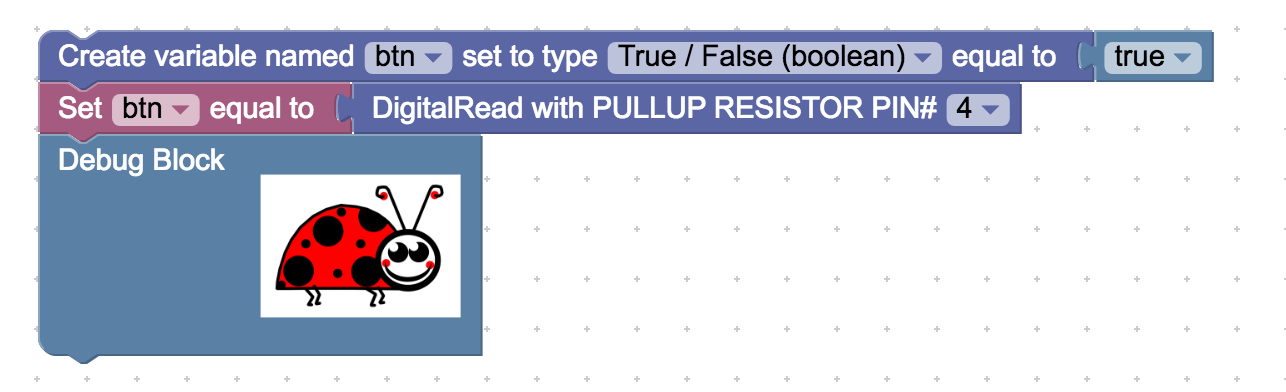 Create variable named btn set to type True / False (boolean) equal to true
Set btn equal to DigitalRead with PULLUP RESISTOR PIN# 4
Debug Block